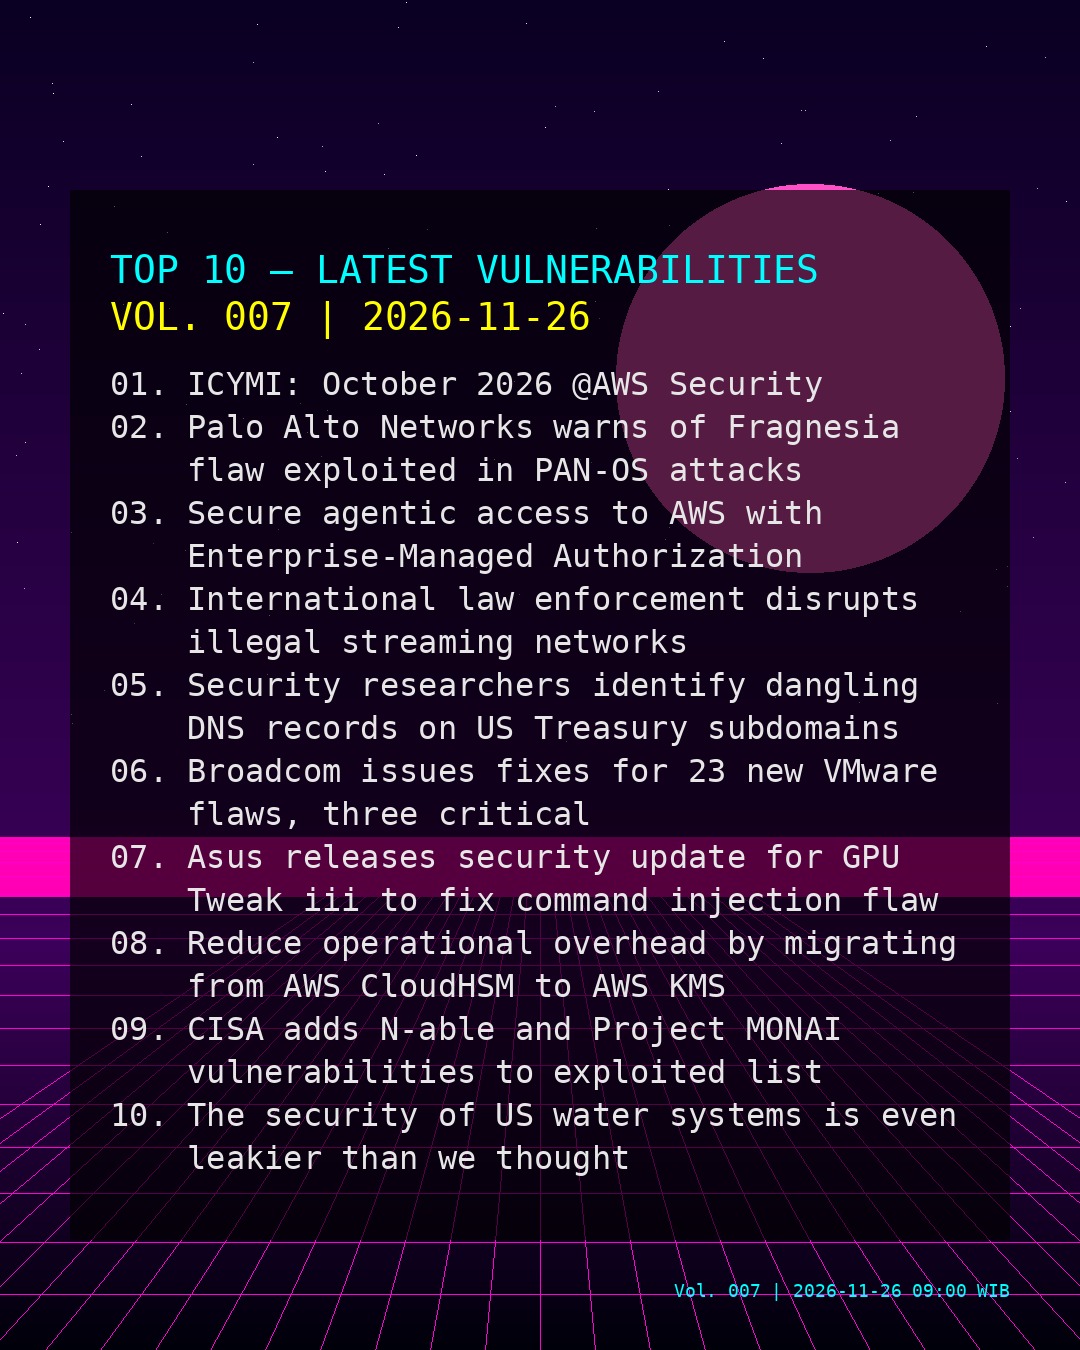 TOP 10 — LATEST VULNERABILITIES
VOL. 007 | 2026-11-26
01. ICYMI: October 2026 @AWS Security
02. Palo Alto Networks warns of Fragnesia
flaw exploited in PAN-OS attacks
03. Secure agentic access to AWS with
Enterprise-Managed Authorization
04. International law enforcement disrupts
illegal streaming networks
05. Security researchers identify dangling
DNS records on US Treasury subdomains
06. Broadcom issues fixes for 23 new VMware
flaws, three critical
07. Asus releases security update for GPU
Tweak iii to fix command injection flaw
08. Reduce operational overhead by migrating
from AWS CloudHSM to AWS KMS
09. CISA adds N-able and Project MONAI
vulnerabilities to exploited list
10. The security of US water systems is even
leakier than we thought
Vol. 007 | 2026-11-26 09:00 WIB